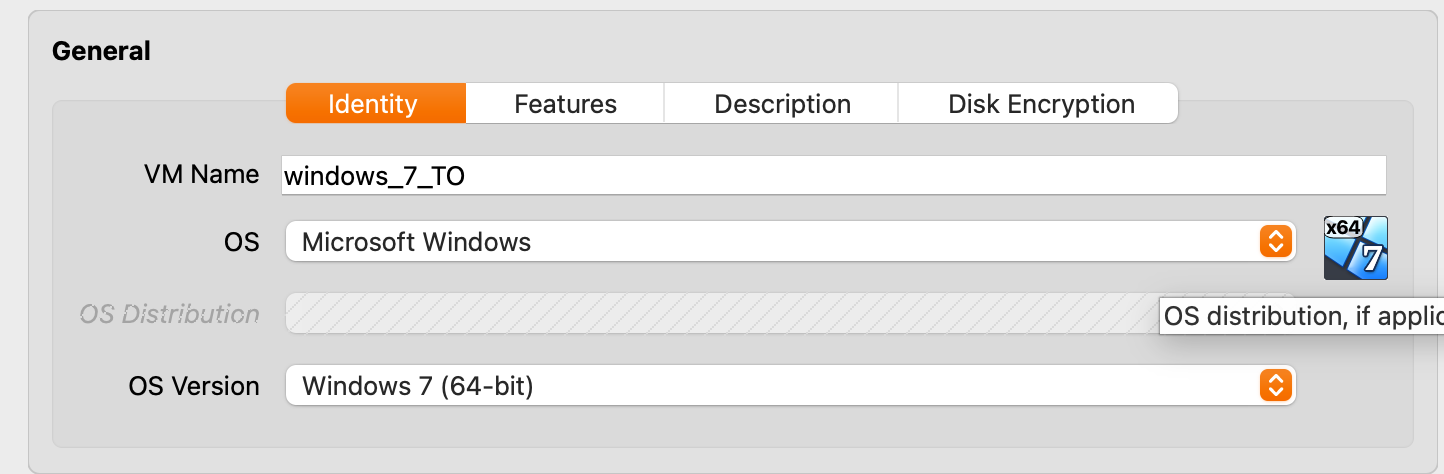 General
Identity Features Description Disk Encryption
VM Name windows_7_TO
OS Microsoft Windows
x64
7
OS Distribution
OS distribution, if applic
OS Version Windows 7 (64-bit)